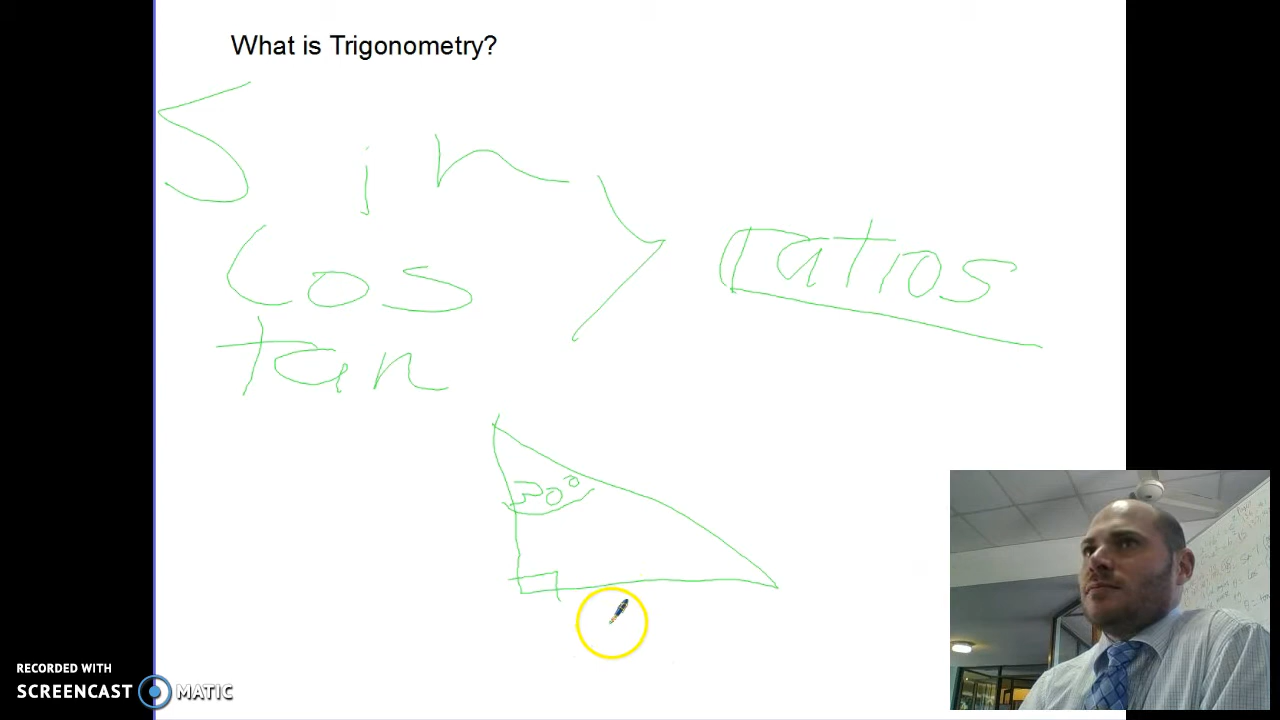 What is Trigonometry?
Sin
Cos
tan
ratios
30°
RECORDED WITH
SCREENCAST MATIC